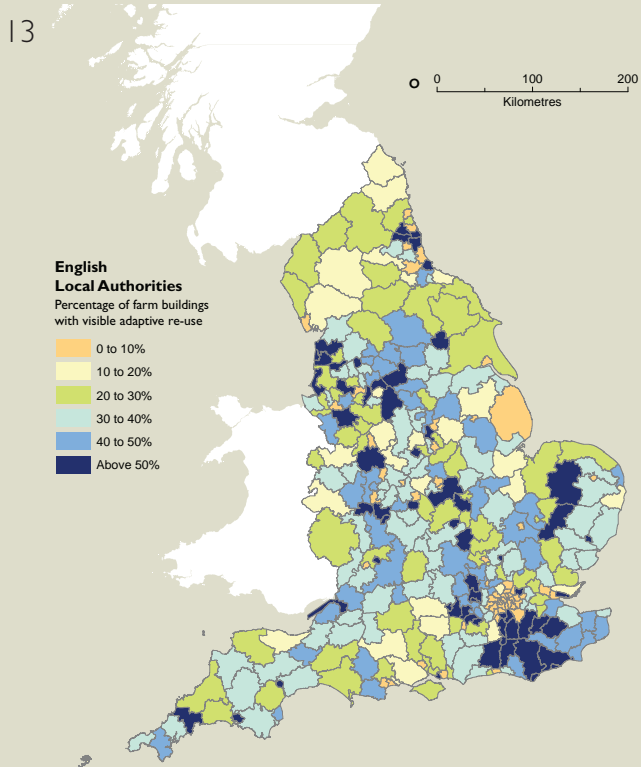 13
O 0 100 200
Kilometres
English
Local Authorities
Percentage of farm buildings
with visible adaptive re-use
0 to 10%
10 to 20%
20 to 30%
30 to 40%
40 to 50%
Above 50%